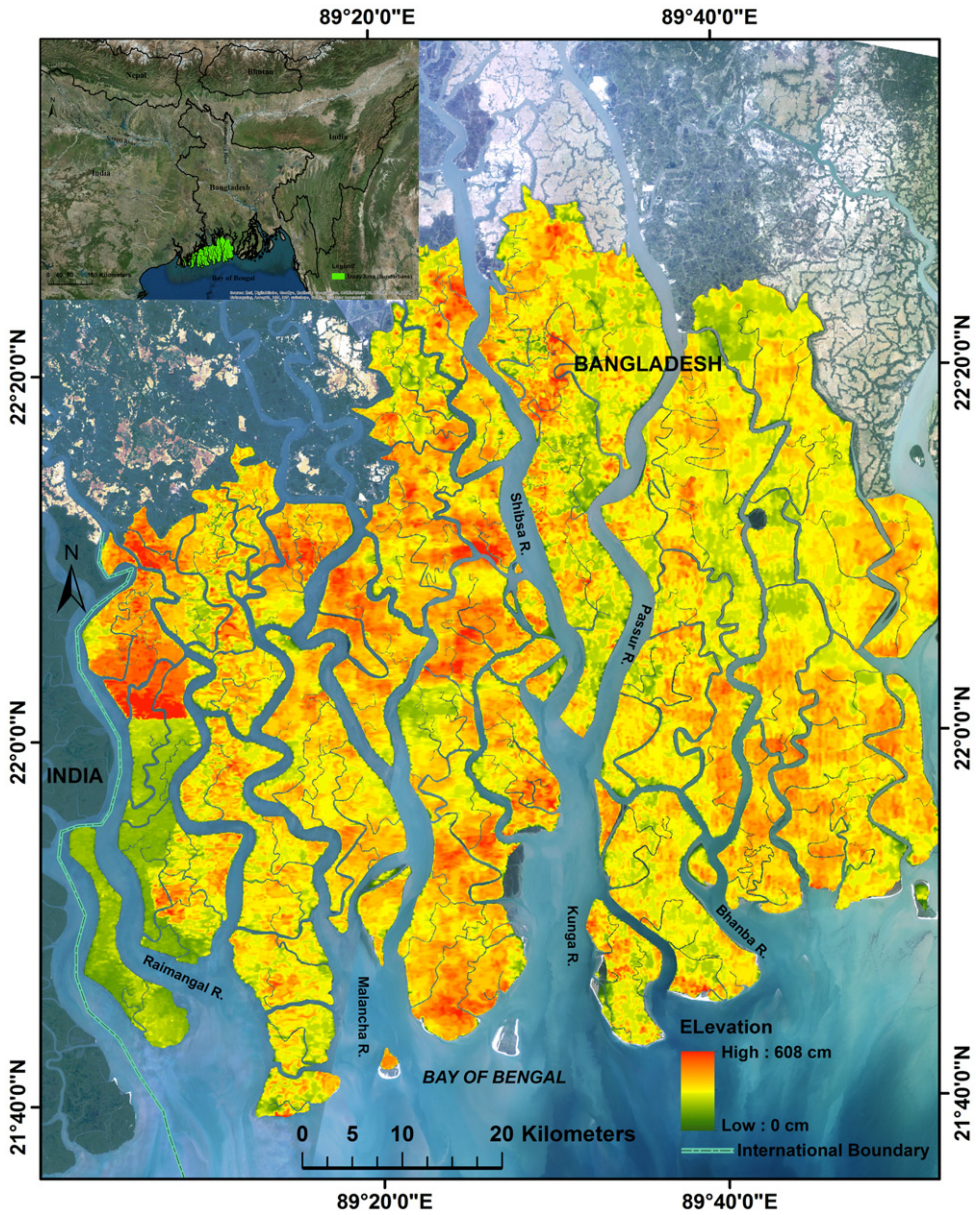 89°20'0"E
89°40'0"E
Nepal
Bhutan
N
India
India
Bangladesh
Bay of Bengal
Legend
22°20'0"N
22°20'0"N
BANGLADESH
Shibsa R.
N
Passur R.
22°0'0"N
22°0'0"N
INDIA
Bhanba R.
Kunga R.
Raimangal R.
Malancha R.
ELevation
High : 608 cm
BAY OF BENGAL
21°40'0"N
21°40'0"N
Low : 0 cm
0 5 10 20 Kilometers
International Boundary
89°20'0"E
89°40'0"E